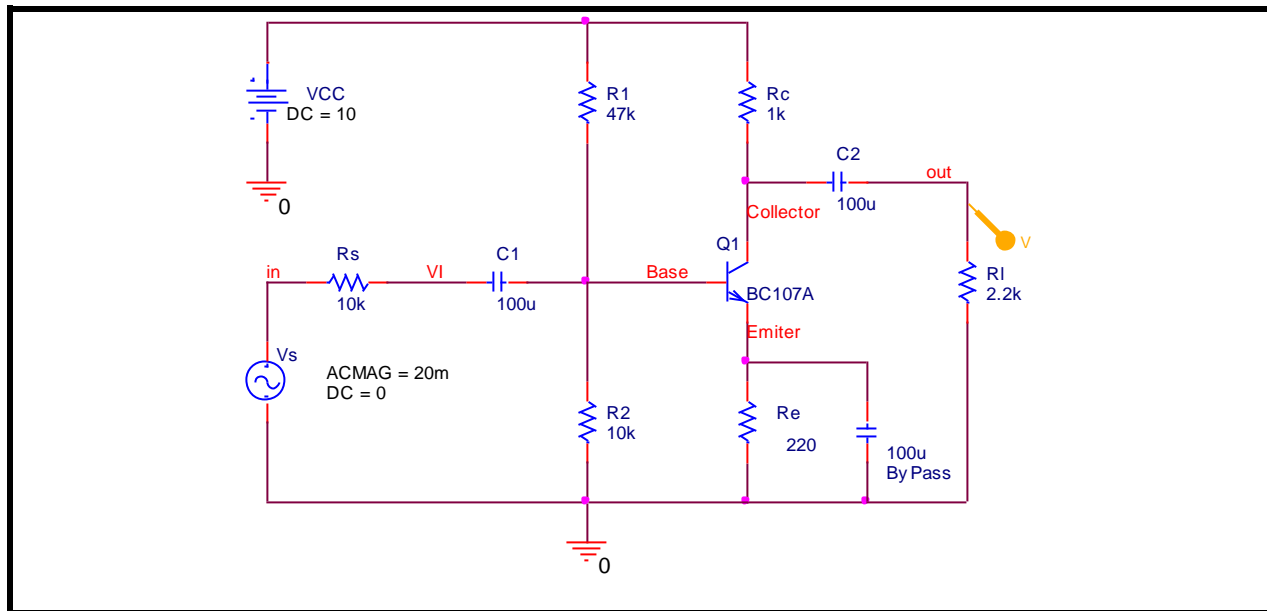 VCC
DC = 10
R1
47k
Rc
1k
0
C2
100u
out
Collector
V
in
Rs
10k
VI
C1
100u
Base
Q1
BC107A
Rl
2.2k
Emiter
Vs
ACMAG = 20m
DC = 0
R2
10k
Re
220
100u
By Pass
0